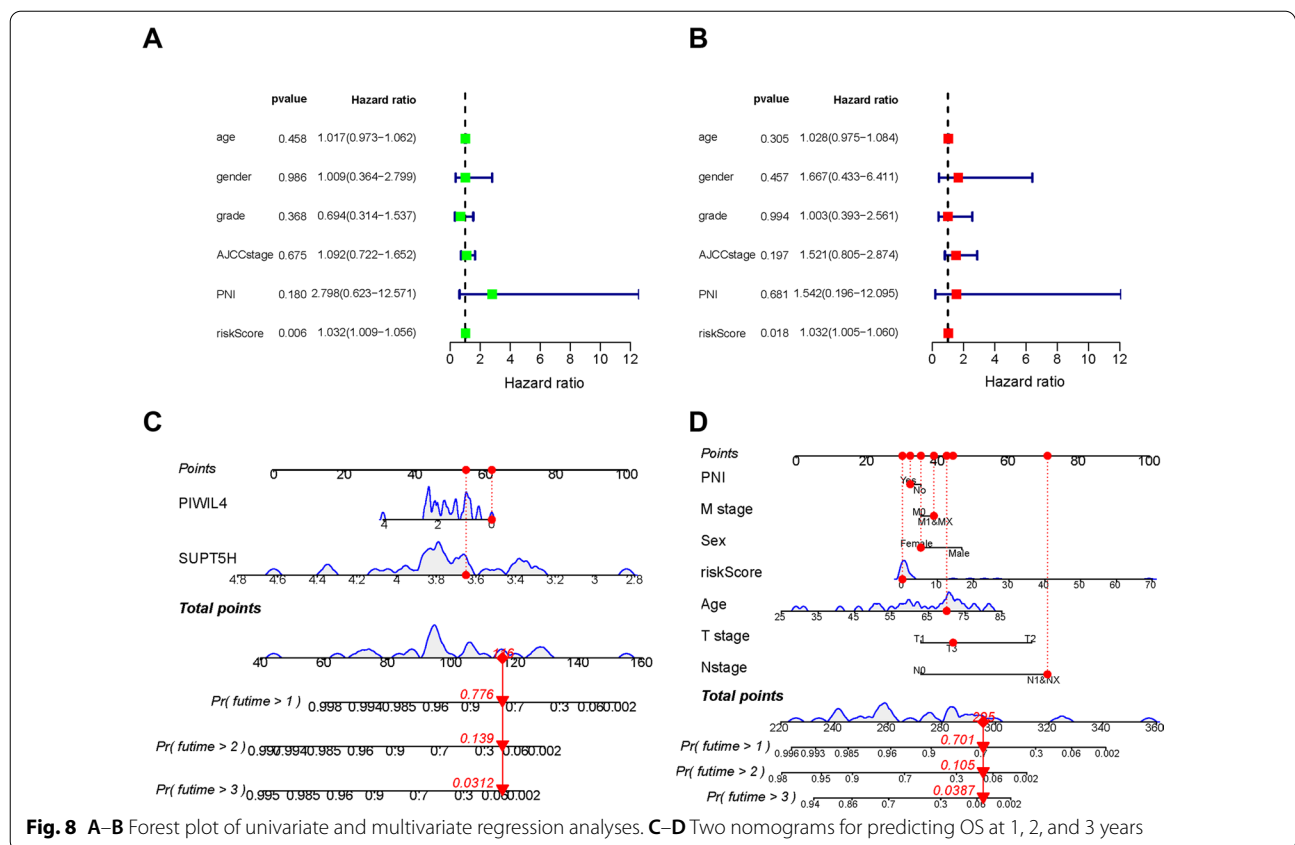 A
pvalue Hazard ratio
age 0.458 1.017(0.973−1.062)
gender 0.986 1.009(0.364−2.799)
grade 0.368 0.694(0.314−1.537)
AJCCstage 0.675 1.092(0.722−1.652)
PNI 0.180 2.798(0.623−12.571)
riskScore 0.006 1.032(1.009−1.056)
0 2 4 6 8 10 12
Hazard ratio
B
pvalue Hazard ratio
age 0.305 1.028(0.975−1.084)
gender 0.457 1.667(0.433−6.411)
grade 0.994 1.003(0.393−2.561)
AJCCstage 0.197 1.521(0.805−2.874)
PNI 0.681 1.542(0.196−12.095)
riskScore 0.018 1.032(1.005−1.060)
0 2 4 6 8 10 12
Hazard ratio
C
Points 0 20 40 60 80 100
PIWIL4
4 2 0
SUPT5H
4.8 4.6 4.4 4.2 4 3.8 3.6 3.4 3.2 3 2.8
Total points
116
40 60 80 100 120 140 160
0.776
Pr( futime > 1) 0.998 0.994 0.985 0.96 0.9 0.7 0.3 0.06 0.002
0.139
Pr( futime > 2) 0.997 0.994 0.985 0.96 0.9 0.7 0.3 0.06 0.002
0.0312
Pr( futime > 3) 0.995 0.985 0.96 0.9 0.7 0.3 0.06 0.002
D
Points 0 20 40 60 80 100
PNI
Yes
No
M stage
M0
M1&MX
Sex
Female
Male
riskScore
0 10 20 30 40 50 60 70
Age
25 35 45 55 65 75 85
T stage
T1 T2
T3
Nstage
N0
N1&NX
Total points
295
220 240 260 280 300 320 340 360
0.701
Pr( futime > 1) 0.996 0.993 0.985 0.96 0.9 0.7 0.3 0.06 0.002
0.105
Pr( futime > 2) 0.98 0.95 0.9 0.7 0.3 0.06 0.002
0.0387
Pr( futime > 3) 0.94 0.86 0.7 0.3 0.06 0.002
Fig. 8 A–B Forest plot of univariate and multivariate regression analyses. C–D Two nomograms for predicting OS at 1, 2, and 3 years